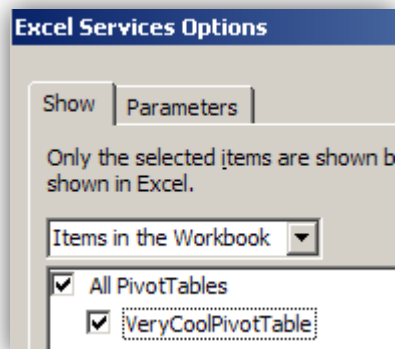 Excel Services Options
Show Parameters
Only the selected items are shown b
shown in Excel.
Items in the Workbook
All PivotTables
VeryCoolPivotTable